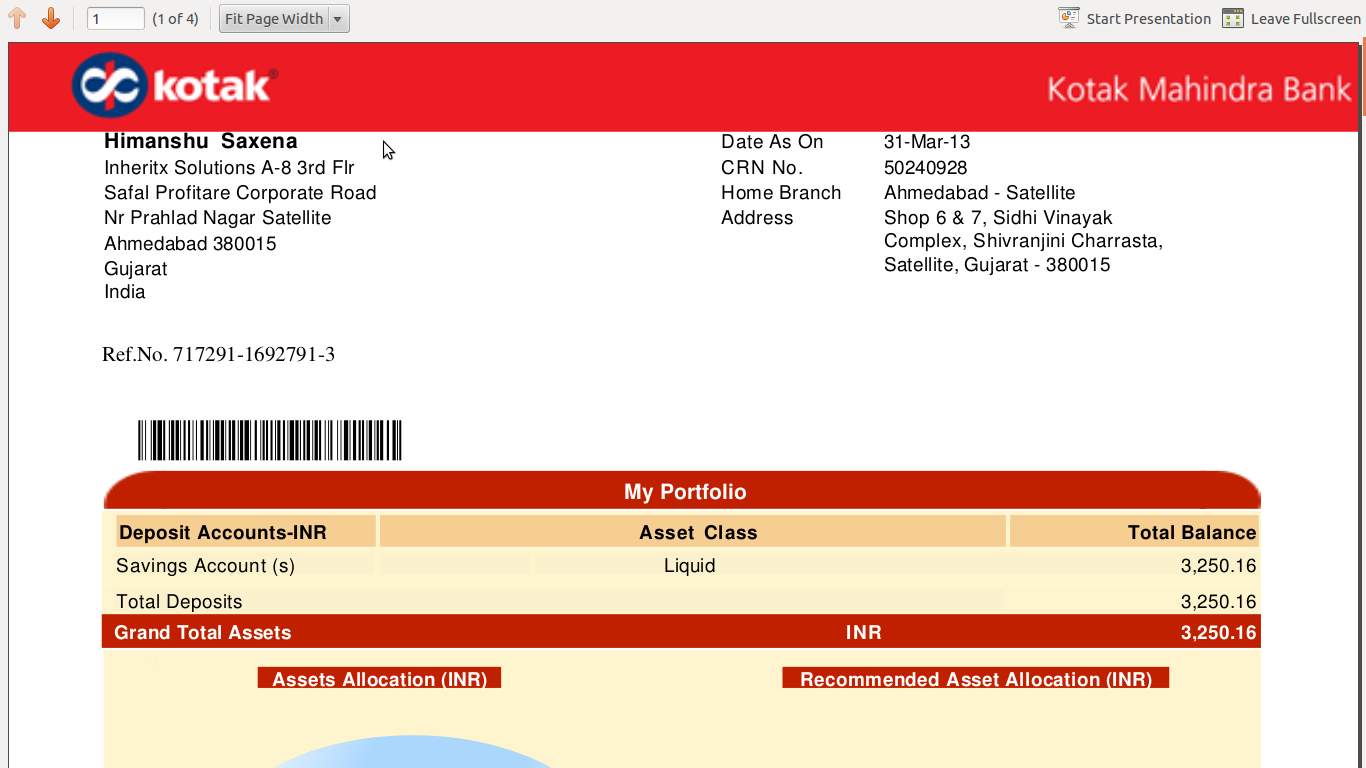 1 (1 of 4) Fit Page Width Start Presentation Leave Fullscreen
kotak® Kotak Mahindra Bank
Himanshu Saxena
Inheritx Solutions A-8 3rd Flr
Safal Profitare Corporate Road
Nr Prahlad Nagar Satellite
Ahmedabad 380015
Gujarat
India
Date As On 31-Mar-13
CRN No. 50240928
Home Branch Ahmedabad - Satellite
Address Shop 6 & 7, Sidhi Vinayak
Complex, Shivranjini Charrasta,
Satellite, Gujarat - 380015
Ref.No. 717291-1692791-3
My Portfolio
Deposit Accounts-INR Asset Class Total Balance
Savings Account (s) Liquid 3,250.16
Total Deposits 3,250.16
Grand Total Assets INR 3,250.16
Assets Allocation (INR) Recommended Asset Allocation (INR)